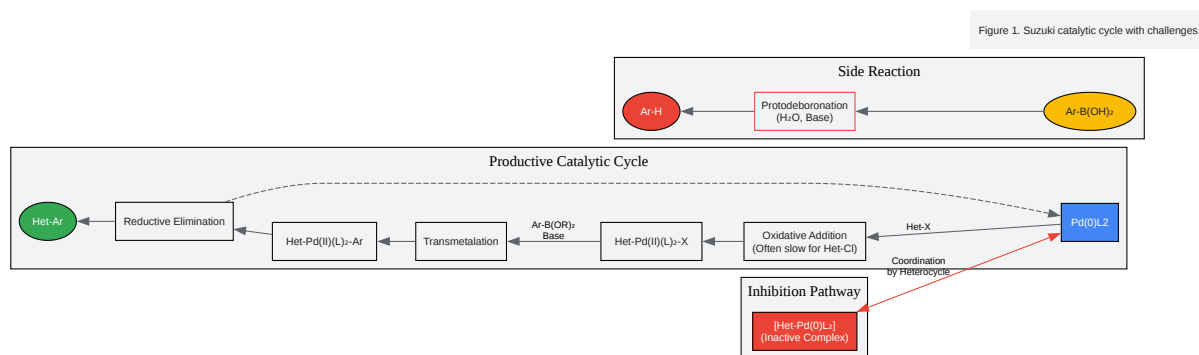 Figure 1. Suzuki catalytic cycle with challenges.
Side Reaction
Ar-H
Protodeboronation
(H₂O, Base)
Ar-B(OH)₂
Productive Catalytic Cycle
Het-Ar
Reductive Elimination
Het-Pd(II)(L)₂-Ar
Transmetalation
Ar-B(OR)₂
Base
Het-Pd(II)(L)₂-X
Oxidative Addition
(Often slow for Het-Cl)
Het-X
Pd(0)L2
Coordination
by Heterocycle
Inhibition Pathway
[Het-Pd(0)L₂]
(Inactive Complex)